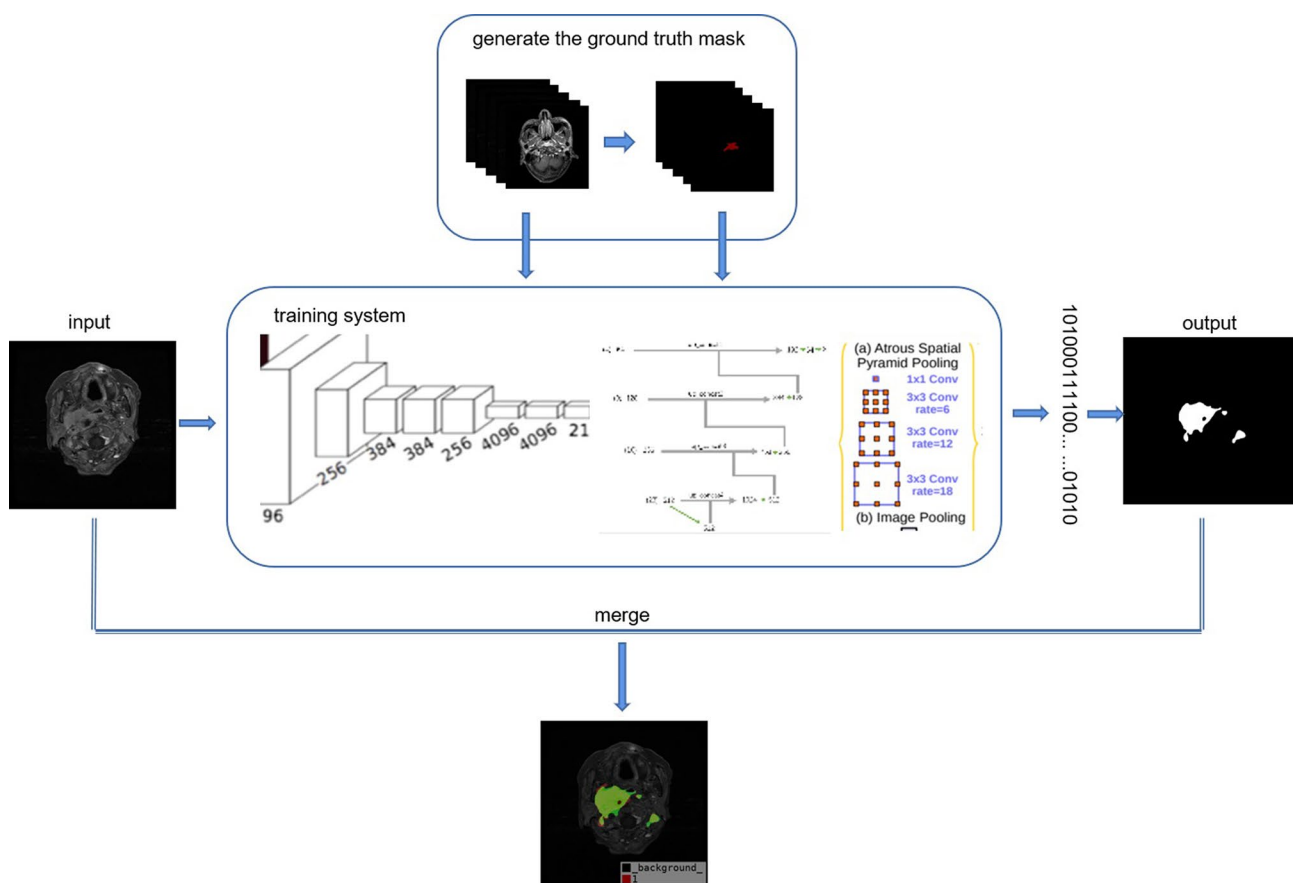 generate the ground truth mask
training system
input
output
96
256
384
384
256
4096
4096
21
(a) Atrous Spatial
Pyramid Pooling
1x1 Conv
3x3 Conv
rate=6
3x3 Conv
rate=12
3x3 Conv
rate=18
(b) Image Pooling
1010001111100... ...01010
merge
_background_
1